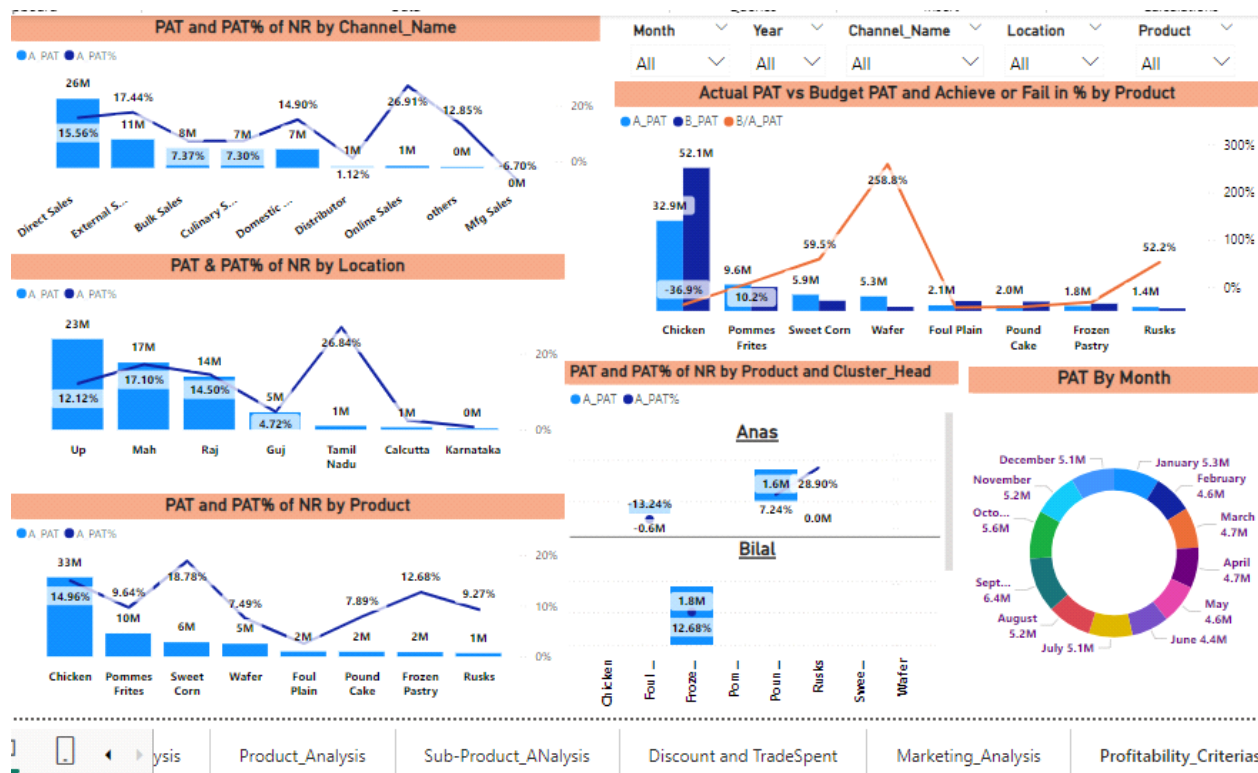 PAT and PAT% of NR by Channel_Name
A_PAT A_PAT%
26M
17.44%
11M
15.56%
8M
7.37%
7M
7.30%
14.90%
7M
1M
1.12%
26.91%
1M
12.85%
0M
-6.70%
0M
20%
0%
Direct Sales
External S...
Bulk Sales
Culinary S...
Domestic ...
Distributor
Online Sales
others
Mfg Sales
Month Year Channel_Name Location Product
All All All All All
Actual PAT vs Budget PAT and Achieve or Fail in % by Product
A_PAT B_PAT B/A_PAT
52.1M
32.9M
-36.9%
9.6M
10.2%
59.5%
5.9M
258.8%
5.3M
2.1M
2.0M
1.8M
52.2%
1.4M
300%
200%
100%
0%
Chicken Pommes Frites Sweet Corn Wafer Foul Plain Pound Cake Frozen Pastry Rusks
PAT & PAT% of NR by Location
A_PAT A_PAT%
23M
12.12%
17M
17.10%
14M
14.50%
5M
4.72%
26.84%
1M
1M
0M
20%
0%
Up Mah Raj Guj Tamil Nadu Calcutta Karnataka
PAT and PAT% of NR by Product and Cluster_Head
A_PAT A_PAT%
Anas
-13.24%
-0.6M
1.6M
7.24%
28.90%
0.0M
Bilal
1.8M
12.68%
Chicken
Foul ...
Froze...
Pom...
Poun...
Rusks
Swee...
Wafer
PAT By Month
December 5.1M
January 5.3M
November 5.2M
February 4.6M
Octo... 5.6M
March 4.7M
April 4.7M
Sept... 6.4M
May 4.6M
August 5.2M
June 4.4M
July 5.1M
PAT and PAT% of NR by Product
A_PAT A_PAT%
33M
14.96%
9.64%
10M
18.78%
6M
7.49%
5M
2M
7.89%
2M
12.68%
2M
9.27%
1M
20%
10%
0%
Chicken Pommes Frites Sweet Corn Wafer Foul Plain Pound Cake Frozen Pastry Rusks
ysis Product_Analysis Sub-Product_ANalysis Discount and TradeSpent Marketing_Analysis Profitability_Criterias